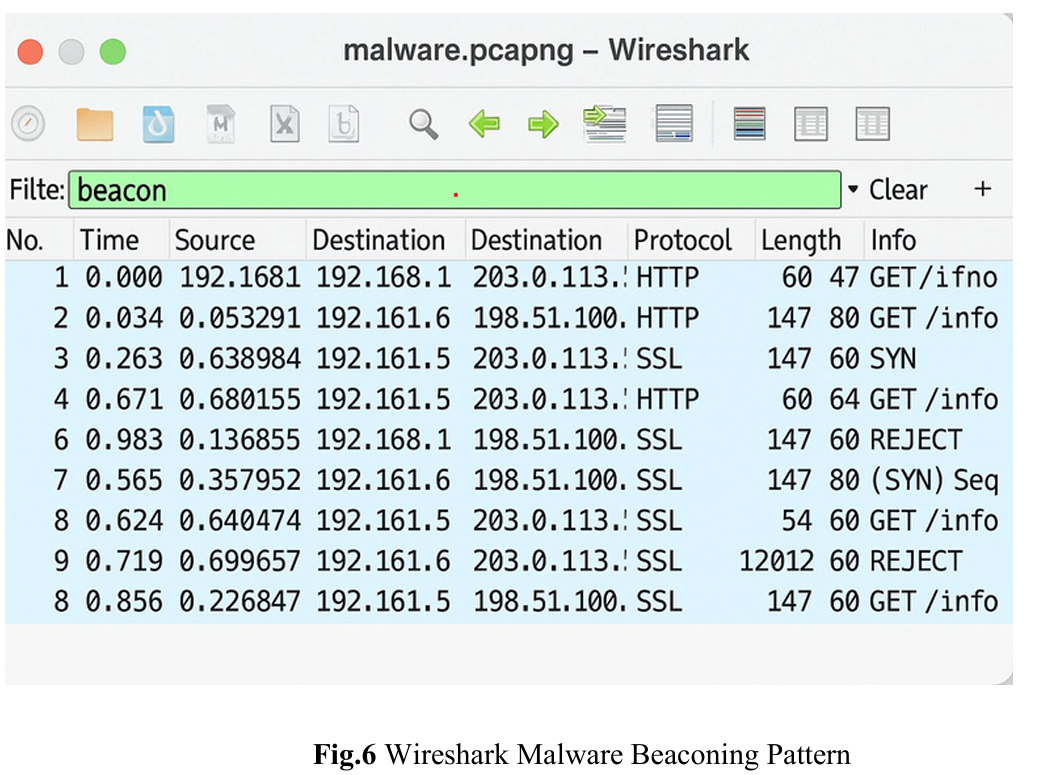 malware.pcapng – Wireshark
Filte: beacon Clear +
No. Time Source Destination Destination Protocol Length Info
1 0.000 192.1681 192.168.1 203.0.113. HTTP 60 47 GET/ifno
2 0.034 0.053291 192.161.6 198.51.100. HTTP 147 80 GET /info
3 0.263 0.638984 192.161.5 203.0.113. SSL 147 60 SYN
4 0.671 0.680155 192.161.5 203.0.113. HTTP 60 64 GET /info
6 0.983 0.136855 192.168.1 198.51.100. SSL 147 60 REJECT
7 0.565 0.357952 192.161.6 198.51.100. SSL 147 80 (SYN) Seq
8 0.624 0.640474 192.161.5 203.0.113. SSL 54 60 GET /info
9 0.719 0.699657 192.161.6 203.0.113. SSL 12012 60 REJECT
8 0.856 0.226847 192.161.5 198.51.100. SSL 147 60 GET /info
Fig.6 Wireshark Malware Beaconing Pattern